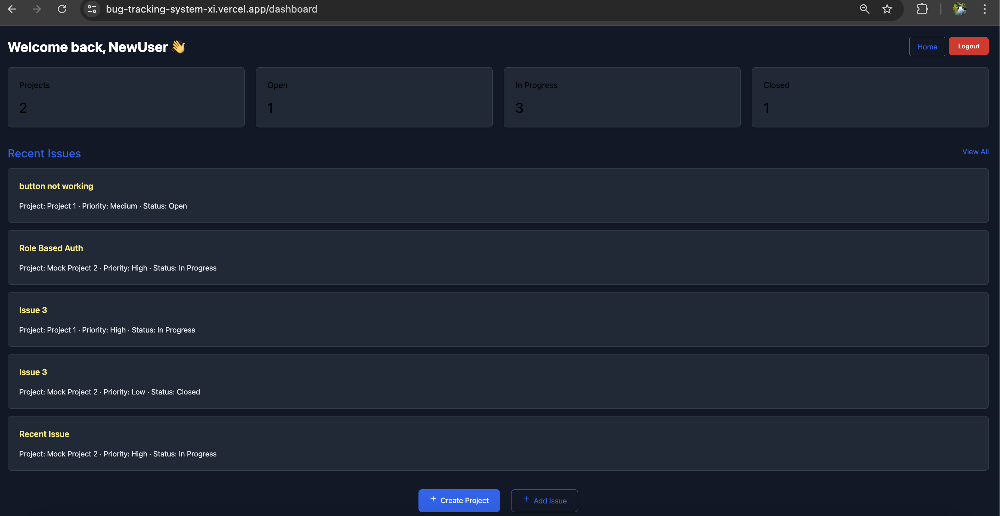 bug-tracking-system-xi.vercel.app/dashboard
Welcome back, NewUser 👋
Home
Logout
Projects
2
Open
1
In Progress
3
Closed
1
Recent Issues
View All
button not working
Project: Project 1 · Priority: Medium · Status: Open
Role Based Auth
Project: Mock Project 2 · Priority: High · Status: In Progress
Issue 3
Project: Project 1 · Priority: High · Status: In Progress
Issue 3
Project: Mock Project 2 · Priority: Low · Status: Closed
Recent Issue
Project: Mock Project 2 · Priority: High · Status: In Progress
+ Create Project
+ Add Issue